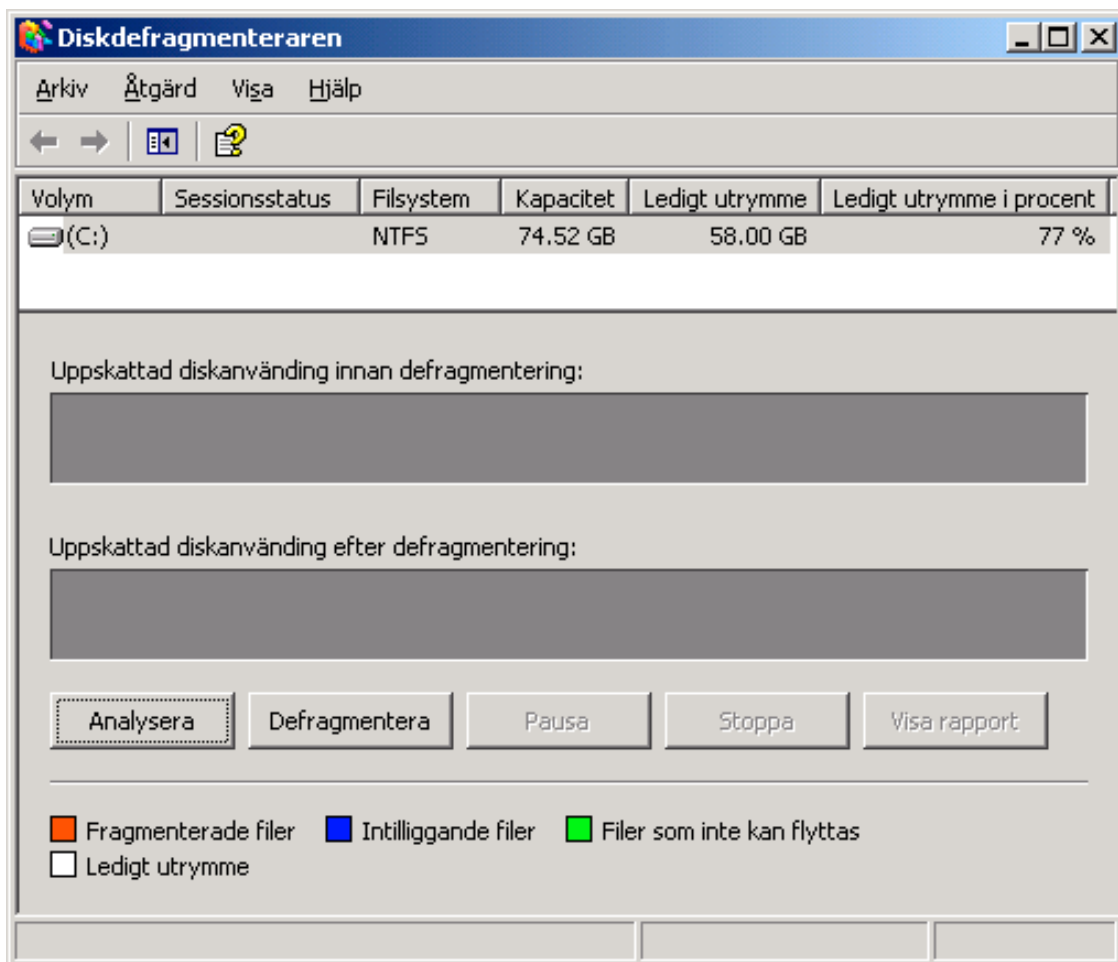 Diskdefragmenteraren
Arkiv Åtgärd Visa Hjälp
Volym Sessionsstatus Filsystem Kapacitet Ledigt utrymme Ledigt utrymme i procent
(C:) NTFS 74.52 GB 58.00 GB 77 %
Uppskattad diskanvänding innan defragmentering:
Uppskattad diskanvänding efter defragmentering:
Analysera Defragmentera Pausa Stoppa Visa rapport
Fragmenterade filer Intilliggande filer Filer som inte kan flyttas
Ledigt utrymme